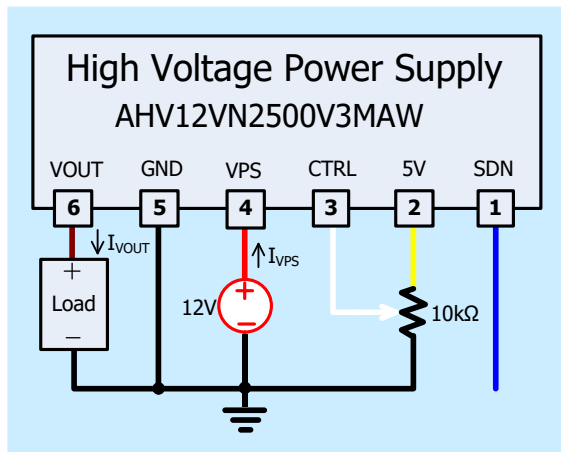 High Voltage Power Supply
AHV12VN2500V3MAW
VOUT GND VPS CTRL 5V SDN
6 5 4 3 2 1
+ ↓ IVOUT ↑ IVPS
Load 12V + − 10kΩ
−